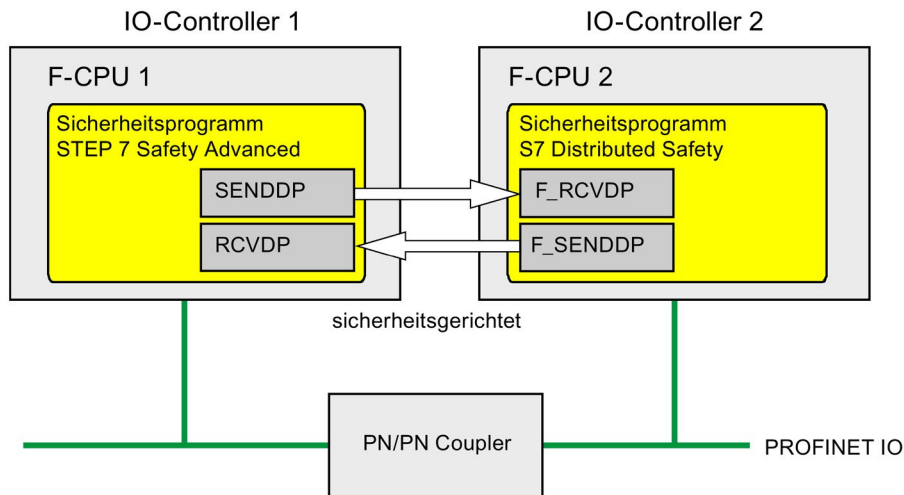 IO-Controller 1
IO-Controller 2
F-CPU 1
F-CPU 2
Sicherheitsprogramm
STEP 7 Safety Advanced
Sicherheitsprogramm
S7 Distributed Safety
SENDDP
F_RCVDP
RCVDP
F_SENDDP
sicherheitsgerichtet
PN/PN Coupler
PROFINET IO